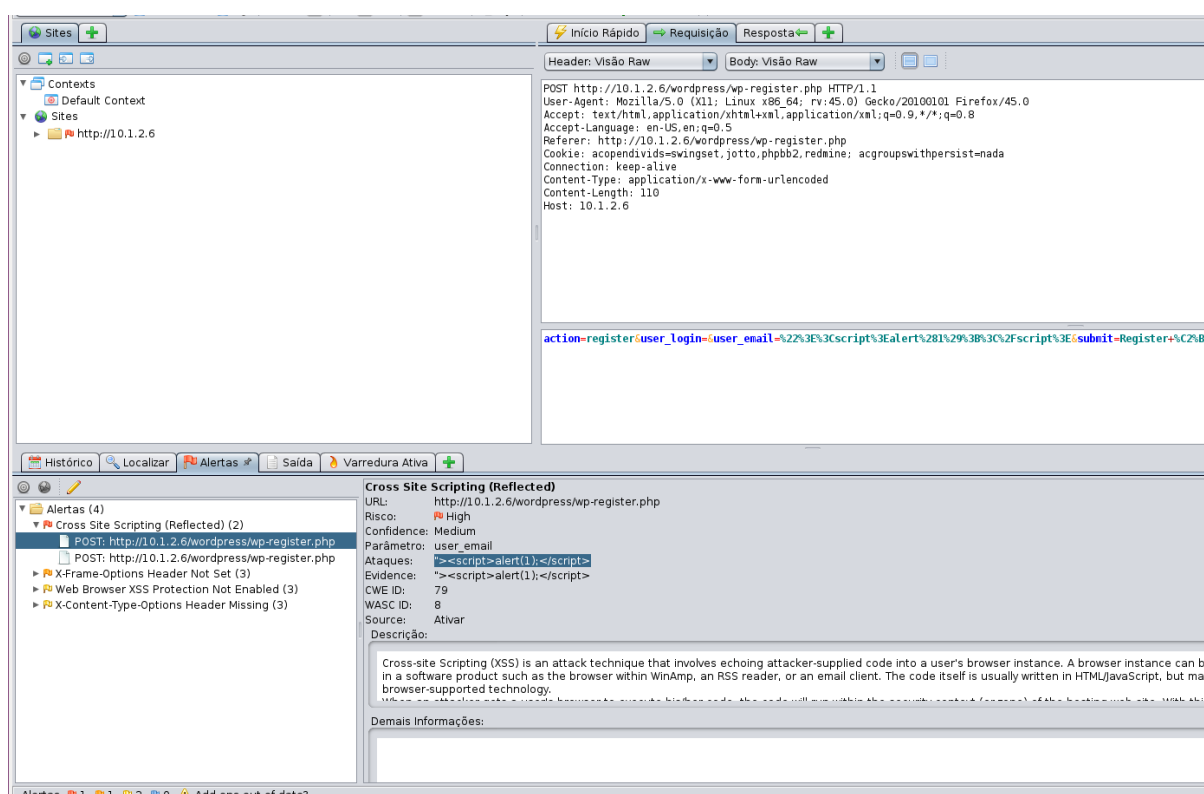 Sites
Início Rápido Requisição Resposta
Header: Visão Raw Body: Visão Raw
Contexts
Default Context
Sites
http://10.1.2.6
POST http://10.1.2.6/wordpress/wp-register.php HTTP/1.1
User-Agent: Mozilla/5.0 (X11; Linux x86_64; rv:45.0) Gecko/20100101 Firefox/45.0
Accept: text/html,application/xhtml+xml,application/xml;q=0.9,*/*;q=0.8
Accept-Language: en-US,en;q=0.5
Referer: http://10.1.2.6/wordpress/wp-register.php
Cookie: acopendivids=swingset,jotto,phpbb2,redmine; acgroupswithpersist=nada
Connection: keep-alive
Content-Type: application/x-www-form-urlencoded
Content-Length: 110
Host: 10.1.2.6
action=register&user_login=&user_email=%22%3E%3Cscript%3Ealert%281%29%3B%3C%2Fscript%3E&submit=Register+%C2%B
Histórico Localizar Alertas Saída Varredura Ativa
Alertas (4)
Cross Site Scripting (Reflected) (2)
POST: http://10.1.2.6/wordpress/wp-register.php
POST: http://10.1.2.6/wordpress/wp-register.php
X-Frame-Options Header Not Set (3)
Web Browser XSS Protection Not Enabled (3)
X-Content-Type-Options Header Missing (3)
Cross Site Scripting (Reflected)
URL: http://10.1.2.6/wordpress/wp-register.php
Risco: High
Confidence: Medium
Parâmetro: user_email
Ataques: "><script>alert(1);</script>
Evidence: "><script>alert(1);</script>
CWE ID: 79
WASC ID: 8
Source: Ativar
Descrição:
Cross-site Scripting (XSS) is an attack technique that involves echoing attacker-supplied code into a user's browser instance. A browser instance can b
in a software product such as the browser within WinAmp, an RSS reader, or an email client. The code itself is usually written in HTML/JavaScript, but ma
browser-supported technology.
Demais Informações: